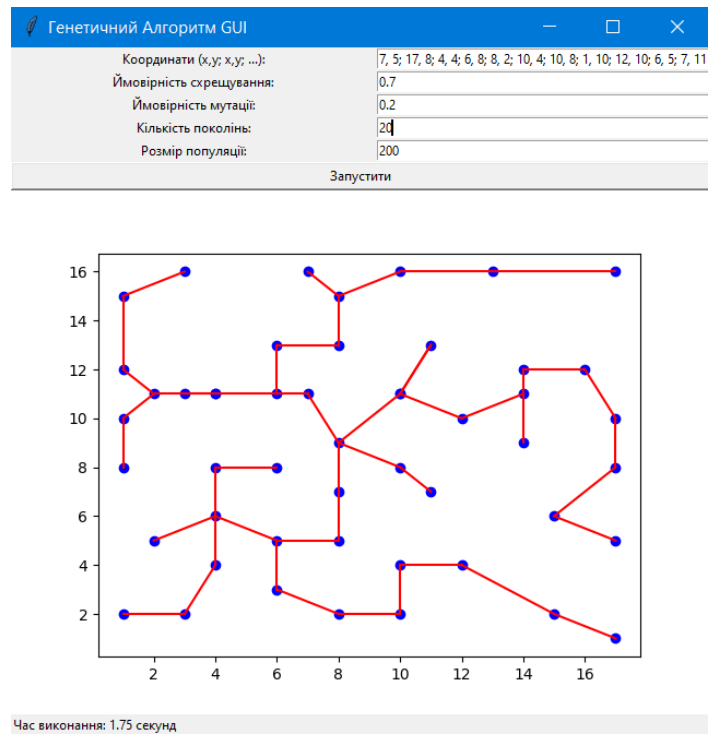 Генетичний Алгоритм GUI
Координати (x,y; x,y; ...): 7, 5; 17, 8; 4, 4; 6, 8; 8, 2; 10, 4; 10, 8; 1, 10; 12, 10; 6, 5; 7, 11
Ймовірність схрещування: 0.7
Ймовірність мутації: 0.2
Кількість поколінь: 20
Розмір популяції: 200
Запустити
16
14
12
10
8
6
4
2
2 4 6 8 10 12 14 16
Час виконання: 1.75 секунд